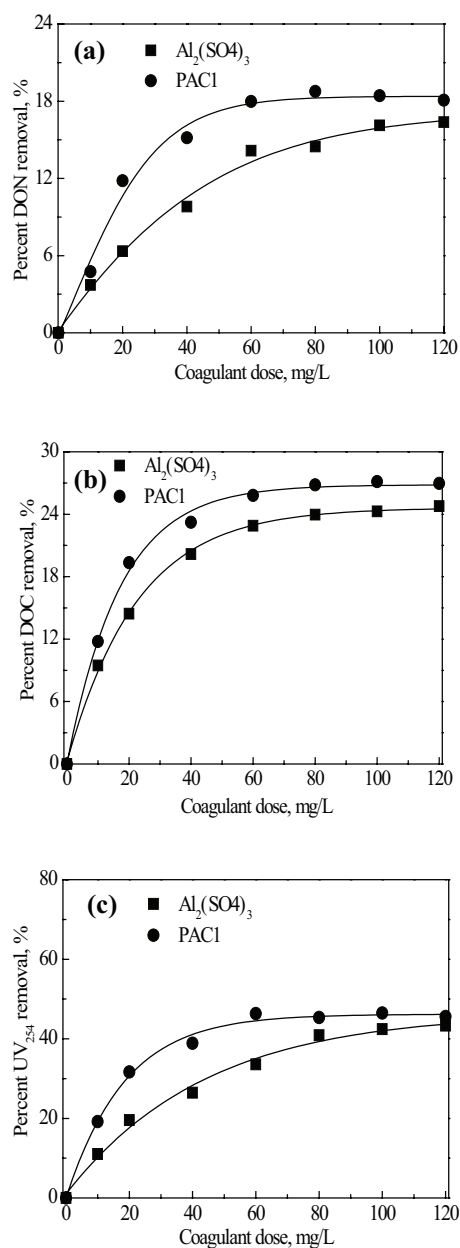 (a)
Al2(SO4)3
PACl
24
18
12
6
0
Percent DON removal, %
0 20 40 60 80 100 120
Coagulant dose, mg/L
(b)
Al2(SO4)3
PACl
30
24
18
12
6
0
Percent DOC removal, %
0 20 40 60 80 100 120
Coagulant dose, mg/L
(c)
Al2(SO4)3
PACl
80
60
40
20
0
Percent UV254 removal, %
0 20 40 60 80 100 120
Coagulant dose, mg/L